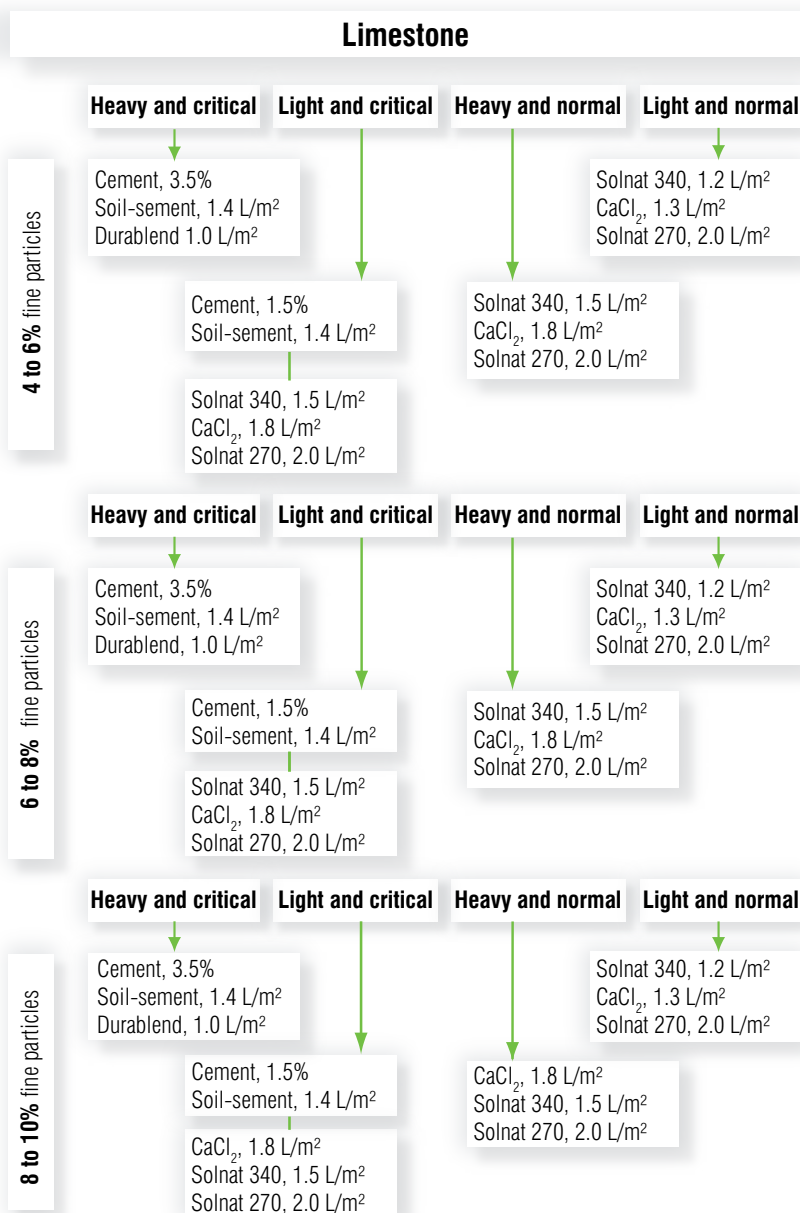 Limestone
Heavy and critical
Light and critical
Heavy and normal
Light and normal
4 to 6% fine particles
Cement, 3.5%
Soil-sement, 1.4 L/m²
Durablend 1.0 L/m²
Cement, 1.5%
Soil-sement, 1.4 L/m²
Solnat 340, 1.5 L/m²
CaCl₂, 1.8 L/m²
Solnat 270, 2.0 L/m²
Solnat 340, 1.5 L/m²
CaCl₂, 1.8 L/m²
Solnat 270, 2.0 L/m²
Solnat 340, 1.2 L/m²
CaCl₂, 1.3 L/m²
Solnat 270, 2.0 L/m²
Heavy and critical
Light and critical
Heavy and normal
Light and normal
6 to 8% fine particles
Cement, 3.5%
Soil-sement, 1.4 L/m²
Durablend, 1.0 L/m²
Cement, 1.5%
Soil-sement, 1.4 L/m²
Solnat 340, 1.5 L/m²
CaCl₂, 1.8 L/m²
Solnat 270, 2.0 L/m²
Solnat 340, 1.5 L/m²
CaCl₂, 1.8 L/m²
Solnat 270, 2.0 L/m²
Solnat 340, 1.2 L/m²
CaCl₂, 1.3 L/m²
Solnat 270, 2.0 L/m²
Heavy and critical
Light and critical
Heavy and normal
Light and normal
8 to 10% fine particles
Cement, 3.5%
Soil-sement, 1.4 L/m²
Durablend, 1.0 L/m²
Cement, 1.5%
Soil-sement, 1.4 L/m²
CaCl₂, 1.8 L/m²
Solnat 340, 1.5 L/m²
Solnat 270, 2.0 L/m²
CaCl₂, 1.8 L/m²
Solnat 340, 1.5 L/m²
Solnat 270, 2.0 L/m²
Solnat 340, 1.2 L/m²
CaCl₂, 1.3 L/m²
Solnat 270, 2.0 L/m²